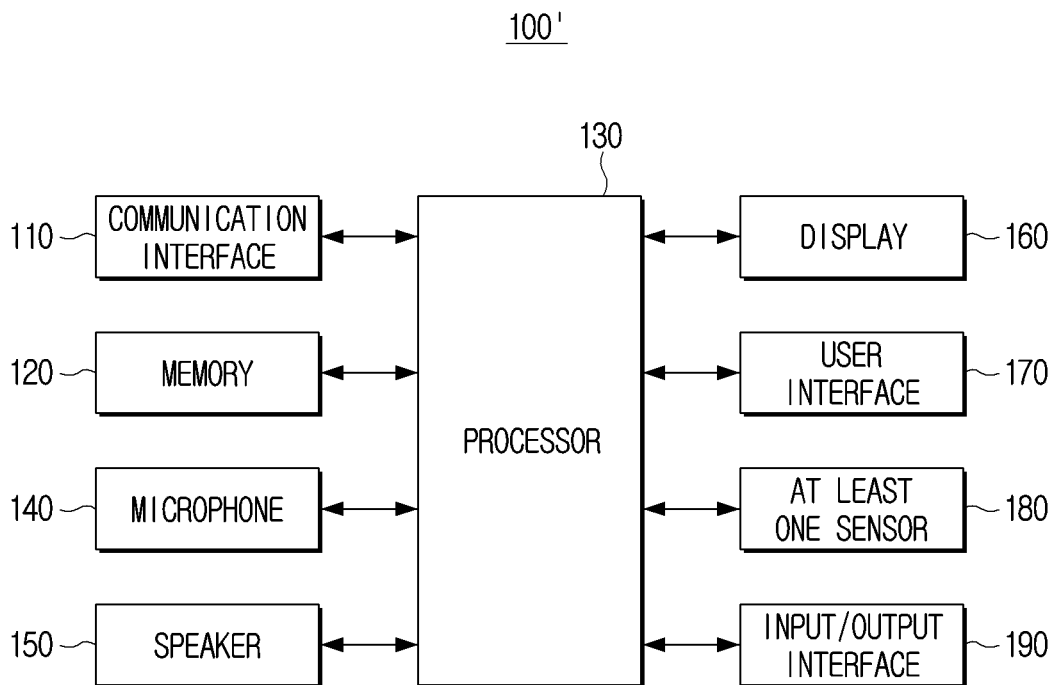 100'
130
110
COMMUNICATION
INTERFACE
DISPLAY
160
120
MEMORY
USER
INTERFACE
170
PROCESSOR
140
MICROPHONE
AT LEAST
ONE SENSOR
180
150
SPEAKER
INPUT/OUTPUT
INTERFACE
190